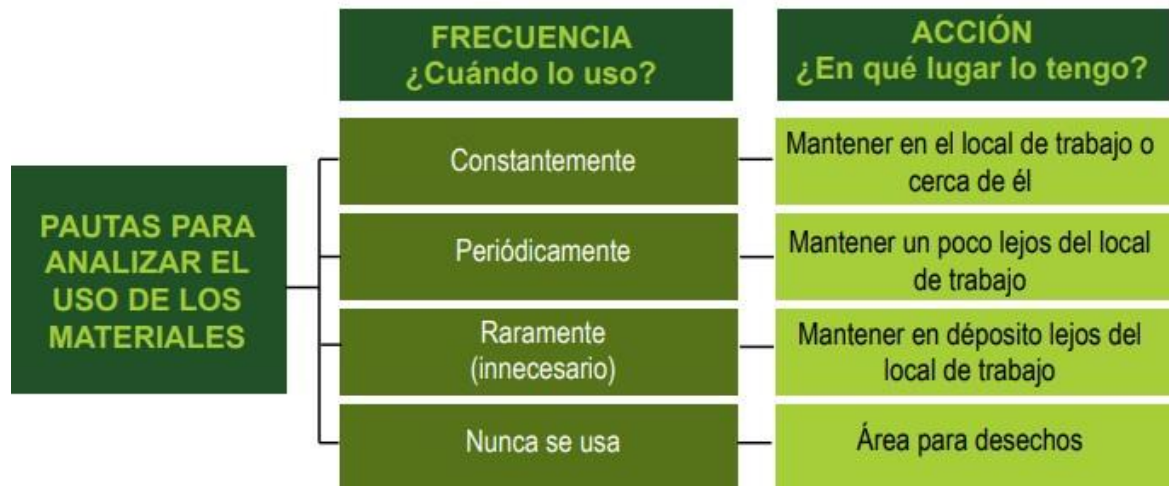 FRECUENCIA
¿Cuándo lo uso?
ACCIÓN
¿En qué lugar lo tengo?
PAUTAS PARA
ANALIZAR EL
USO DE LOS
MATERIALES
Constantemente
Mantener en el local de trabajo o
cerca de él
Periódicamente
Mantener un poco lejos del local
de trabajo
Raramente
(innecesario)
Mantener en déposito lejos del
local de trabajo
Nunca se usa
Área para desechos